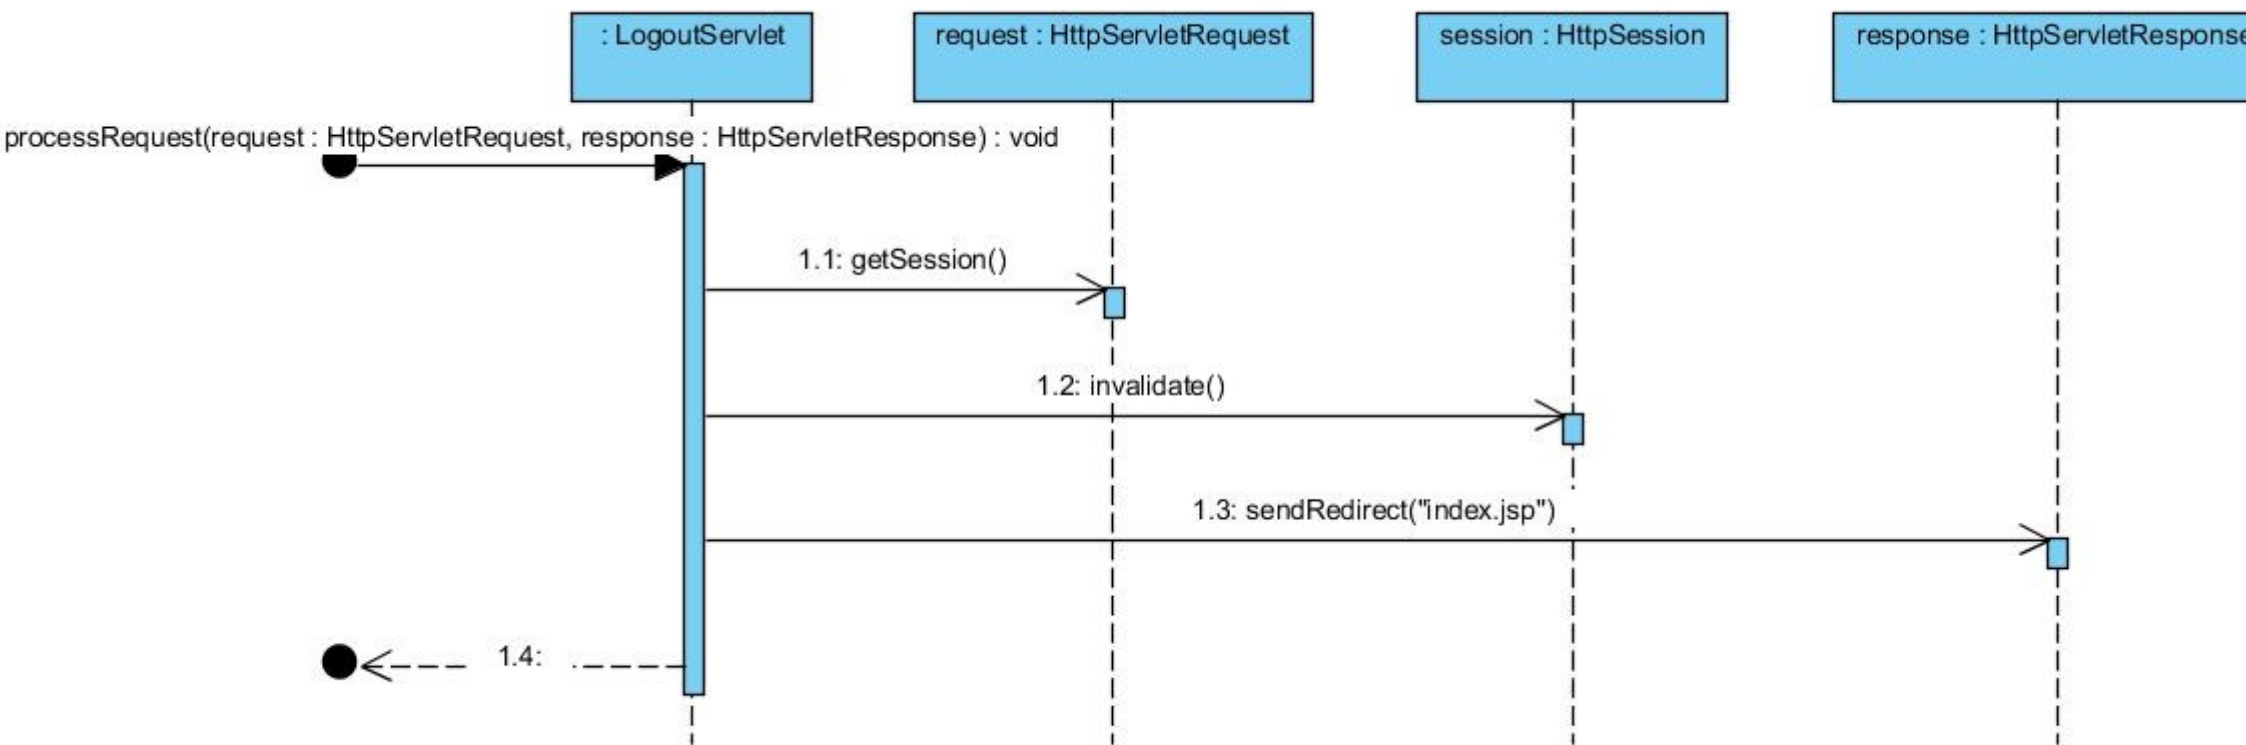 : LogoutServlet
request : HttpServletRequest
session : HttpSession
response : HttpServletResponse
processRequest(request : HttpServletRequest, response : HttpServletResponse) : void
1.1: getSession()
1.2: invalidate()
1.3: sendRedirect("index.jsp")
1.4: